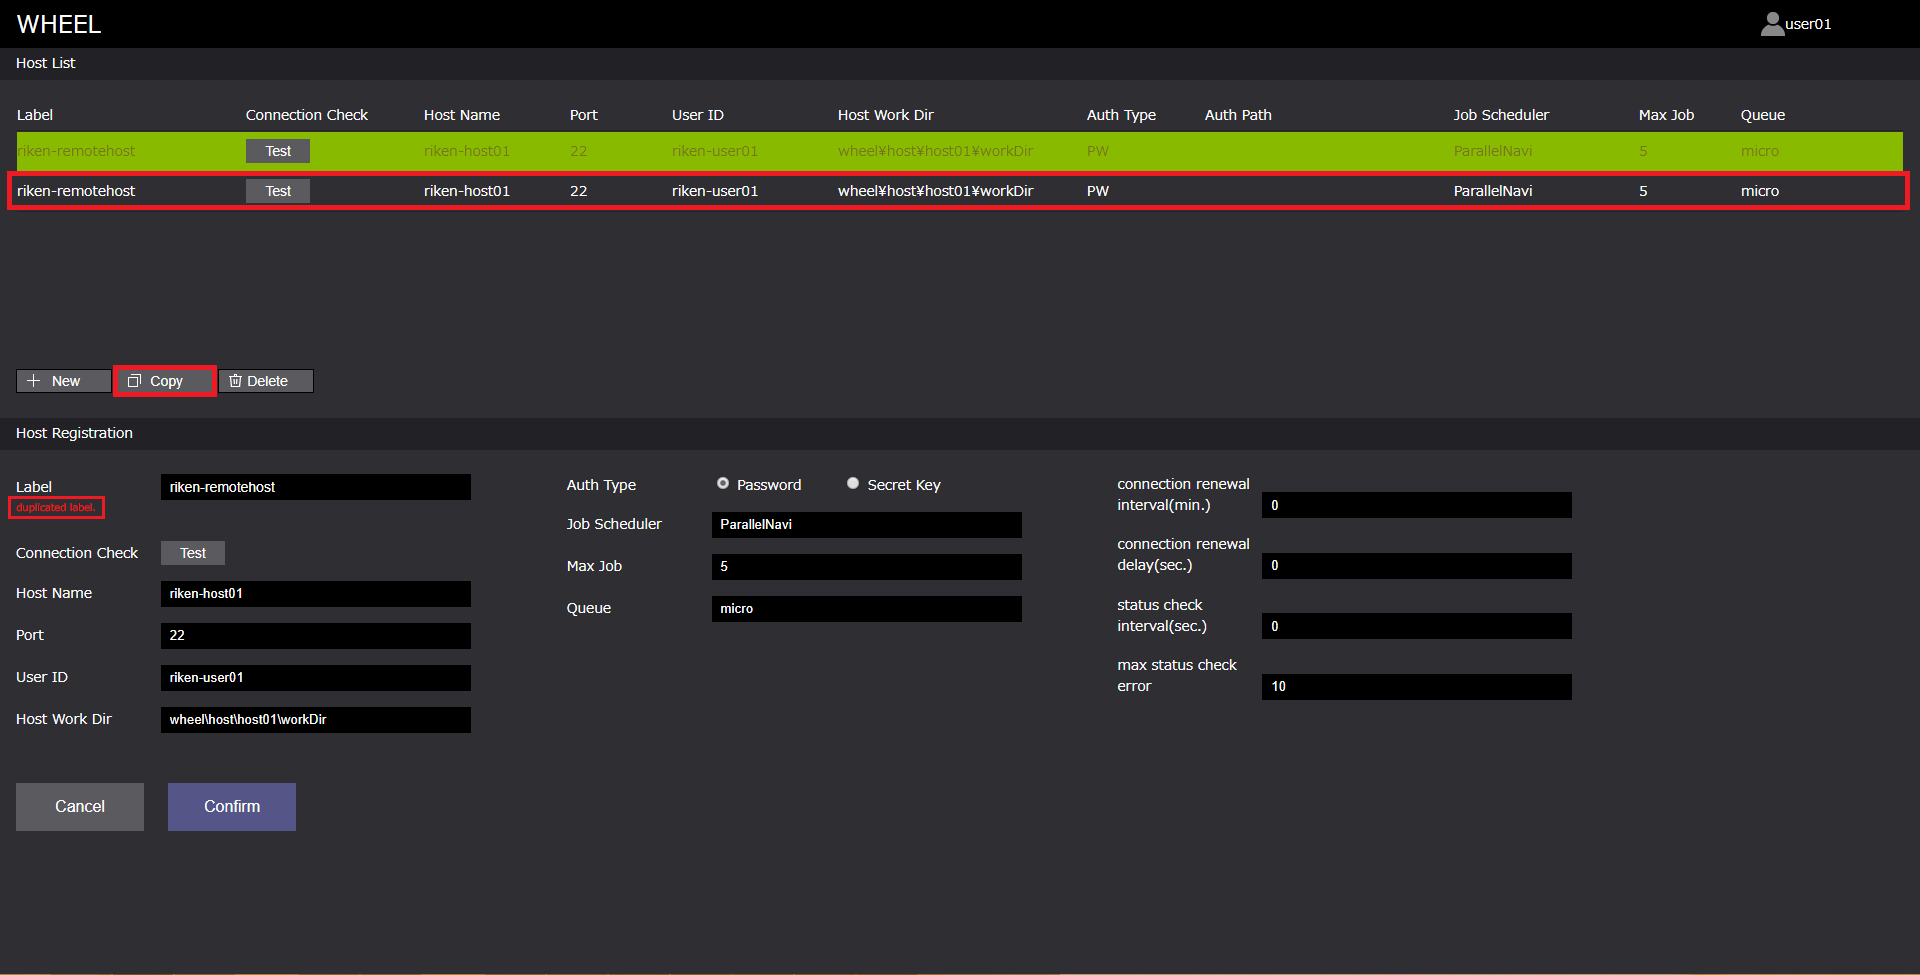 WHEEL
user01
Host List
Label Connection Check Host Name Port User ID Host Work Dir Auth Type Auth Path Job Scheduler Max Job Queue
riken-remotehost Test riken-host01 22 riken-user01 wheel¥host¥host01¥workDir PW ParallelNavi 5 micro
riken-remotehost Test riken-host01 22 riken-user01 wheel¥host¥host01¥workDir PW ParallelNavi 5 micro
New Copy Delete
Host Registration
Label riken-remotehost
duplicated label.
Connection Check Test
Host Name riken-host01
Port 22
User ID riken-user01
Host Work Dir wheel\host\host01\workDir
Auth Type Password Secret Key
Job Scheduler ParallelNavi
Max Job 5
Queue micro
connection renewal
interval(min.) 0
connection renewal
delay(sec.) 0
status check
interval(sec.) 0
max status check
error 10
Cancel Confirm